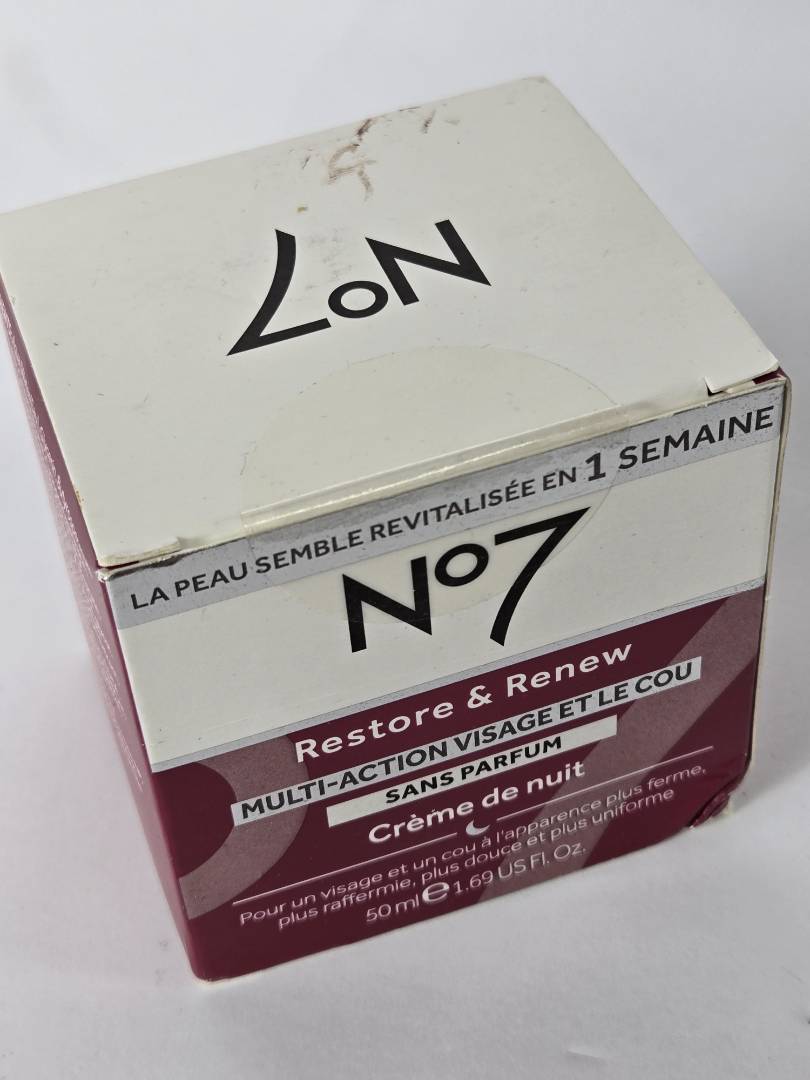 No7
LA PEAU SEMBLE REVITALISÉE EN 1 SEMAINE
No7
Restore & Renew
MULTI-ACTION VISAGE ET LE COU
SANS PARFUM
Crème de nuit
Pour un visage et un cou à l'apparence plus ferme,
plus raffermie, plus douce et plus uniforme
50 ml e 1.69 US Fl. Oz.